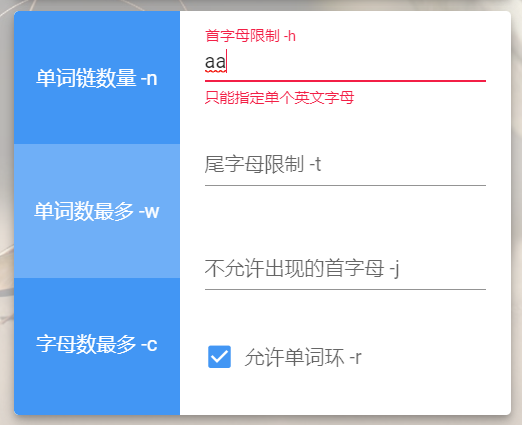 单词链数量 -n
单词数最多 -w
字母数最多 -c
首字母限制 -h
aa
只能指定单个英文字母
尾字母限制 -t
不允许出现的首字母 -j
允许单词环 -r